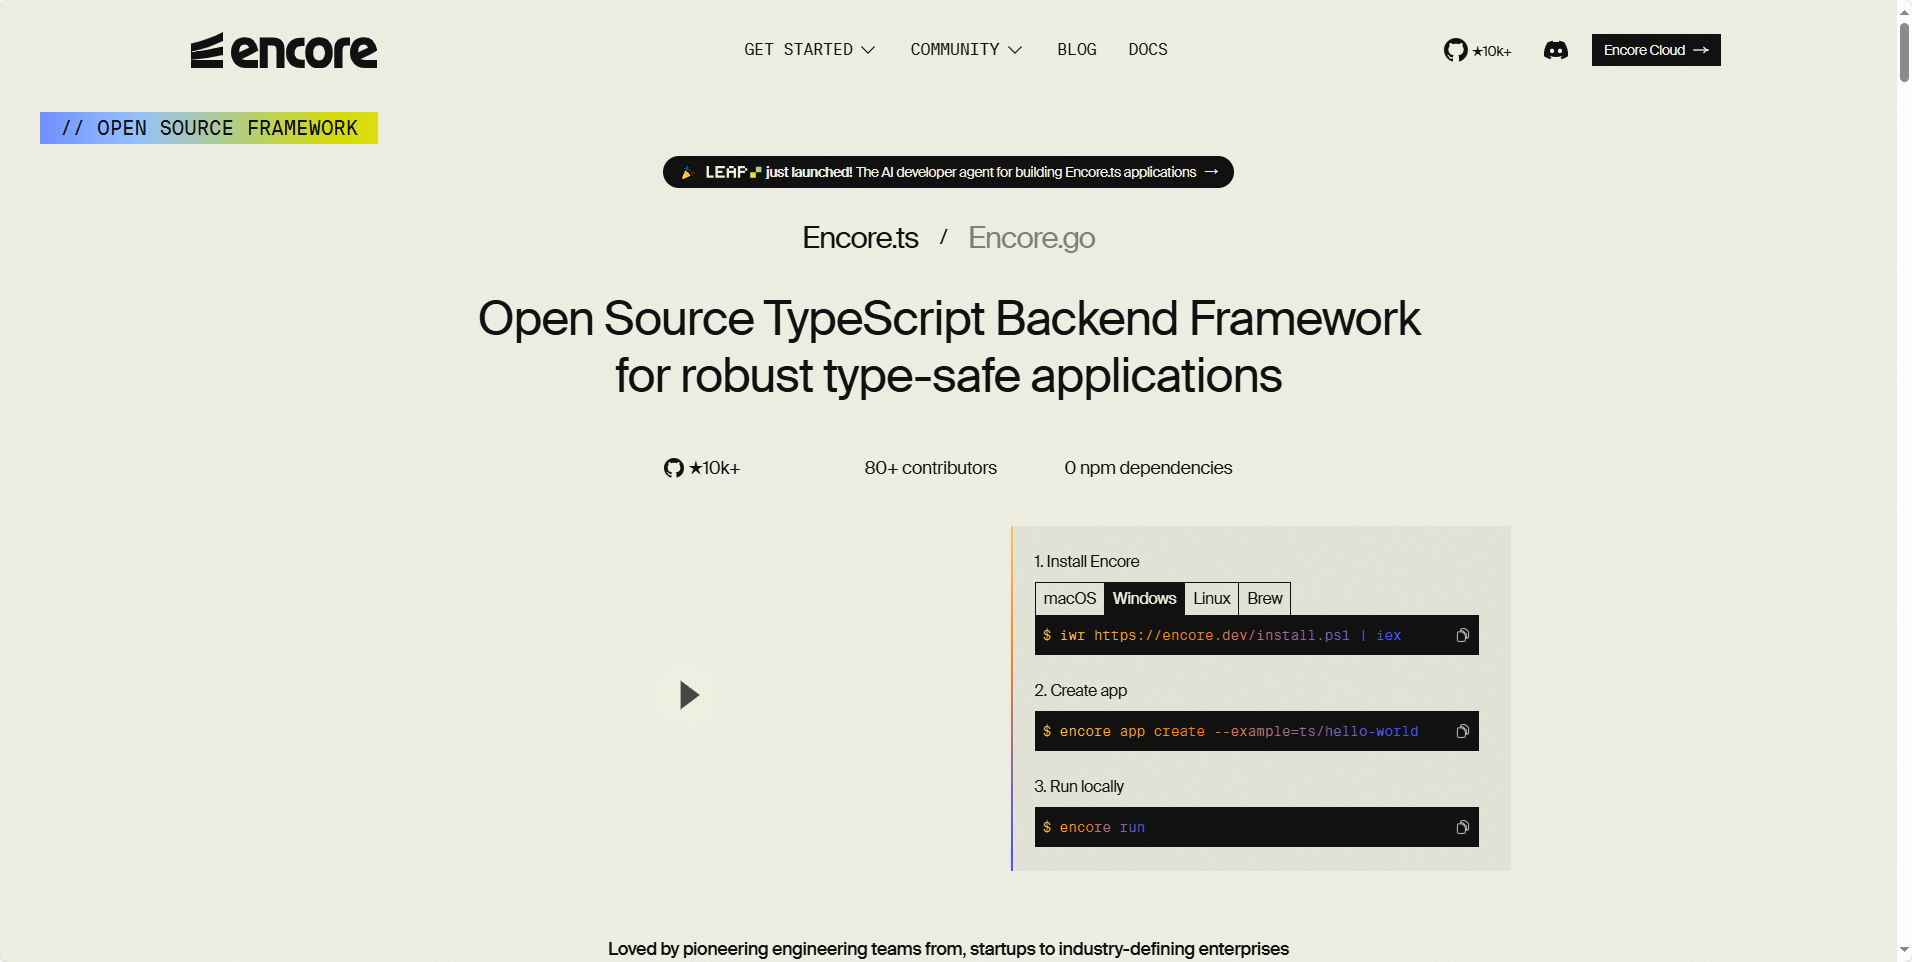 encore
GET STARTED
COMMUNITY
BLOG
DOCS
★10k+
Encore Cloud →
// OPEN SOURCE FRAMEWORK
LEAP just launched! The AI developer agent for building Encore.ts applications →
Encore.ts / Encore.go
Open Source TypeScript Backend Framework
for robust type-safe applications
★10k+
80+ contributors
0 npm dependencies
1. Install Encore
macOS Windows Linux Brew
$ iwr https://encore.dev/install.ps1 | iex
2. Create app
$ encore app create --example=ts/hello-world
3. Run locally
$ encore run
Loved by pioneering engineering teams from, startups to industry-defining enterprises